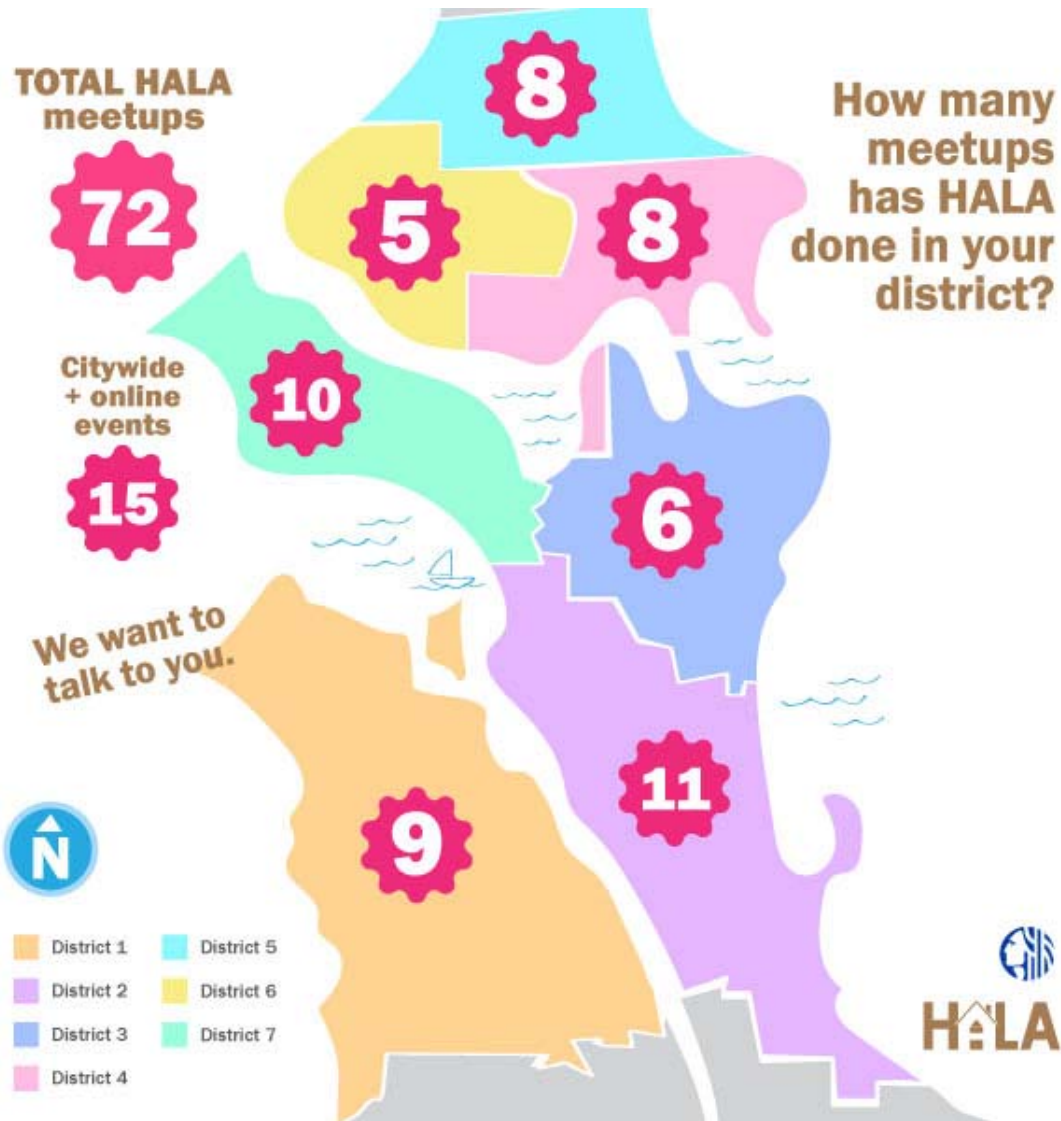 TOTAL HALA
meetups
72
Citywide
+ online
events
15
We want to
talk to you.
How many
meetups
has HALA
done in your
district?
8
5
8
10
6
11
9
N
District 1
District 2
District 3
District 4
District 5
District 6
District 7
HALA